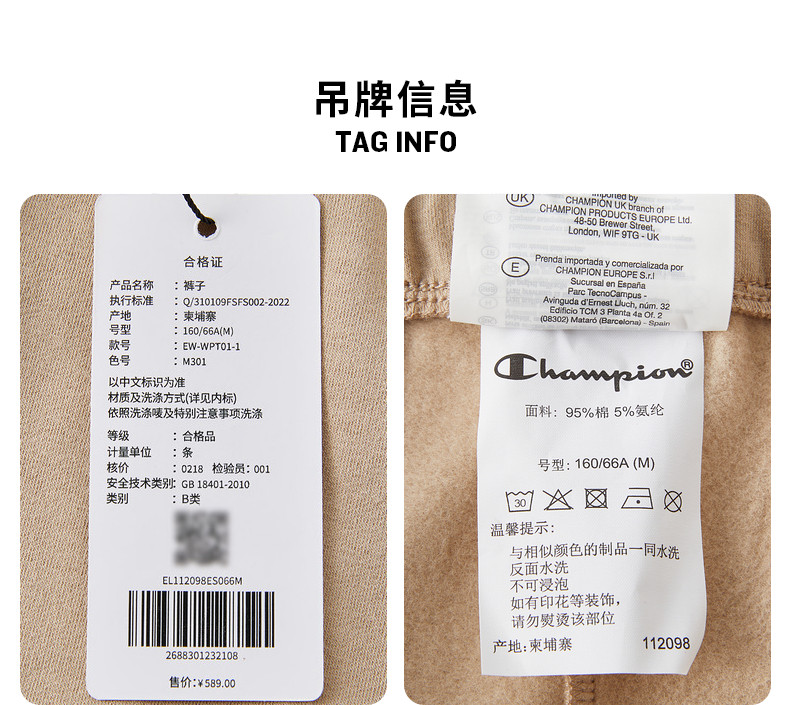 吊牌信息
TAG INFO
合格证
产品名称 : 裤子
执行标准 : Q/310109FSFS002-2022
产地 : 柬埔寨
号型 : 160/66A(M)
款号 : EW-WPT01-1
色号 : M301
以中文标识为准
材质及洗涤方式(详见内标)
依照洗涤唛及特别注意事项洗涤
等级 : 合格品
计量单位 : 条
核价 : 0218 检验员: 001
安全技术类别: GB 18401-2010
类别 : B类
EL112098ES066M
2688301232108
售价:¥589.00
UK
Imported by
CHAMPION UK branch of
CHAMPION PRODUCTS EUROPE Ltd.
48-50 Brewer Street,
London, WIF 9TG - UK
E
Prenda importada y comercializada por
CHAMPION EUROPE S.r.l
Sucursal en España
Parc TecnoCampus -
Avinguda d'Ernest Lluch, núm. 32
Edificio TCM 3 Planta 4a Of. 2
(08302) Mataró (Barcelona) - Spain
Champion®
面料: 95%棉 5%氨纶
号型: 160/66A (M)
30
温馨提示:
与相似颜色的制品一同水洗
反面水洗
不可浸泡
如有印花等装饰,
请勿熨烫该部位
产地:柬埔寨 112098